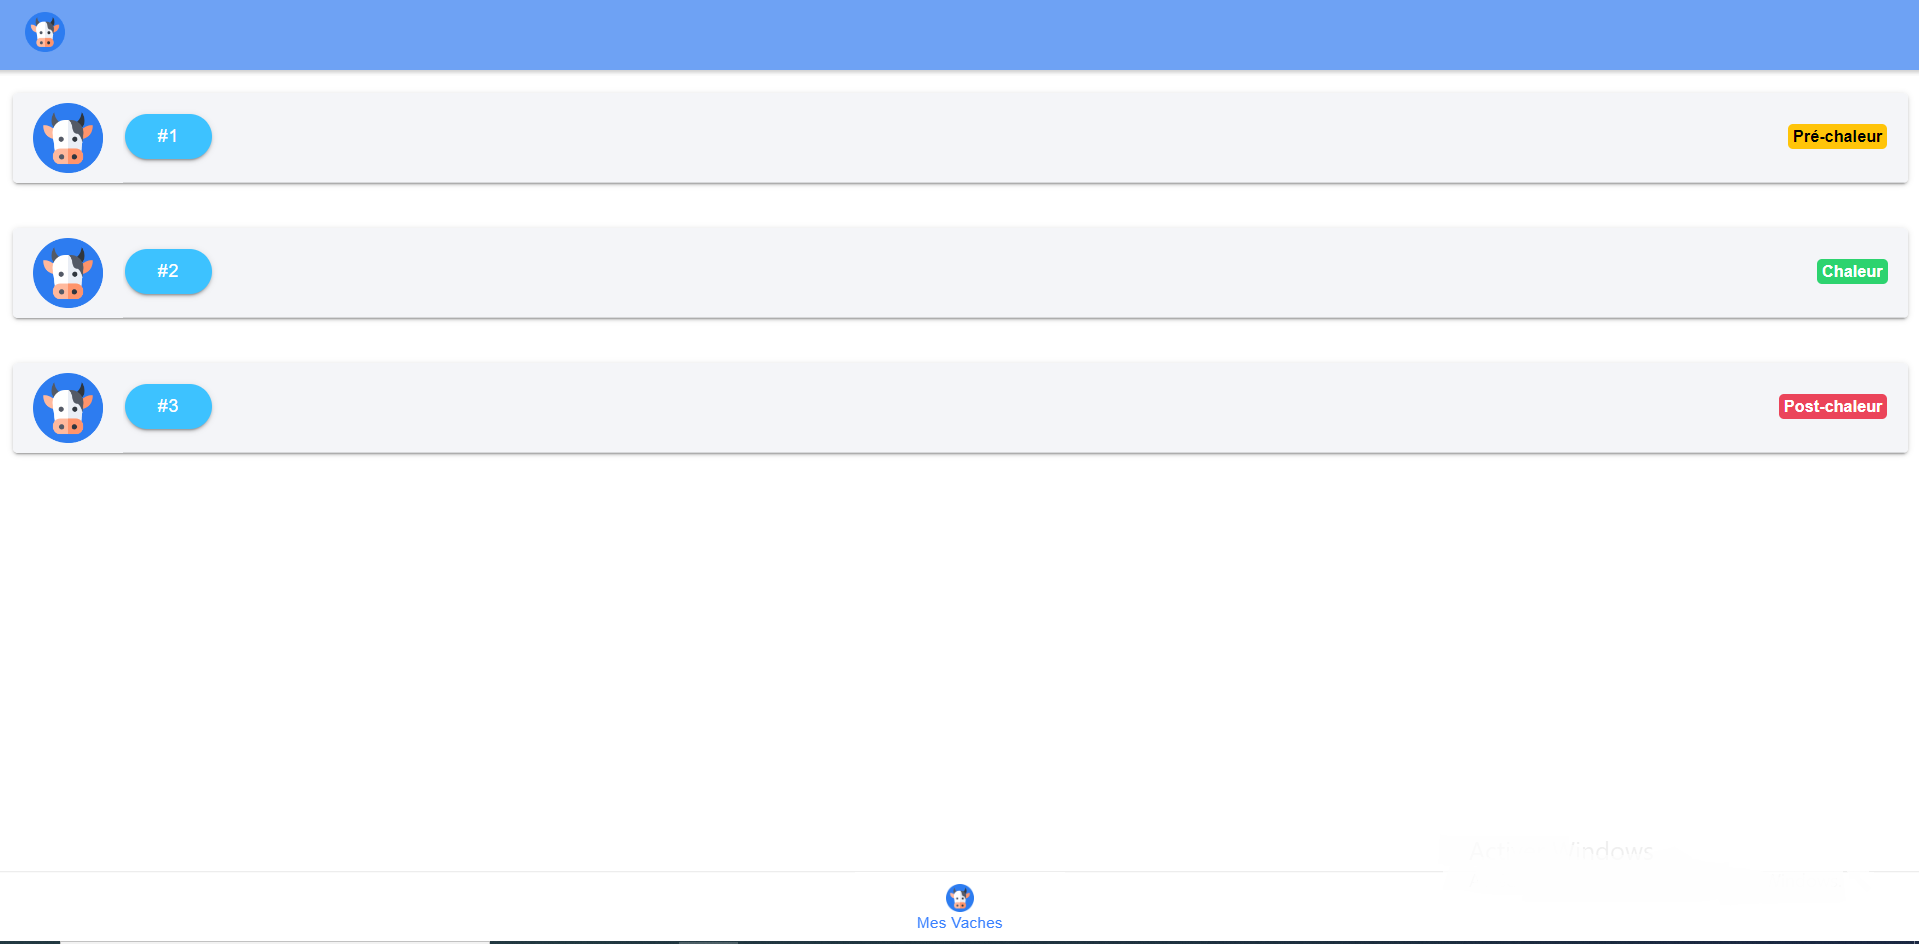 #1
Pré-chaleur
#2
Chaleur
#3
Post-chaleur
Mes Vaches